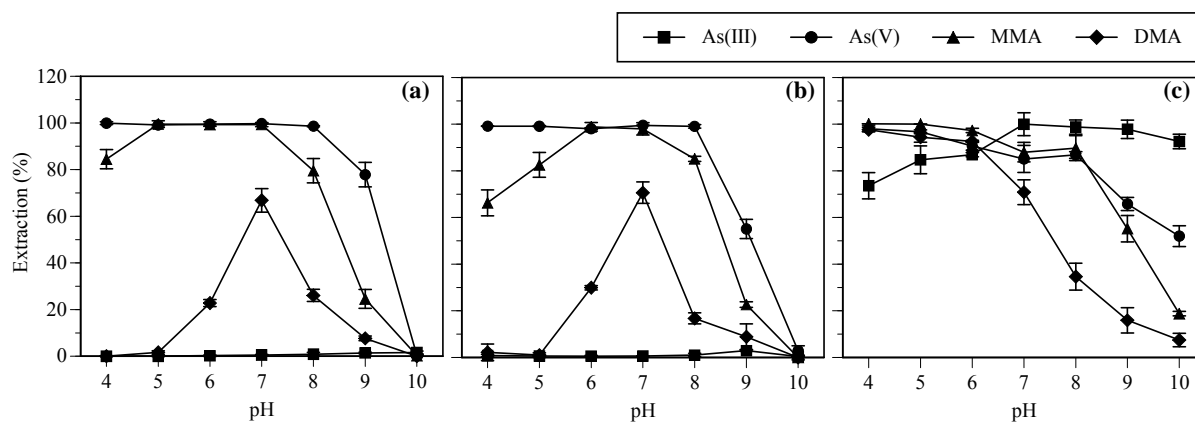 As(III) As(V) MMA DMA
120
100
80
60
40
20
0
Extraction (%)
(a) (b) (c)
4 5 6 7 8 9 10 4 5 6 7 8 9 10 4 5 6 7 8 9 10
pH pH pH